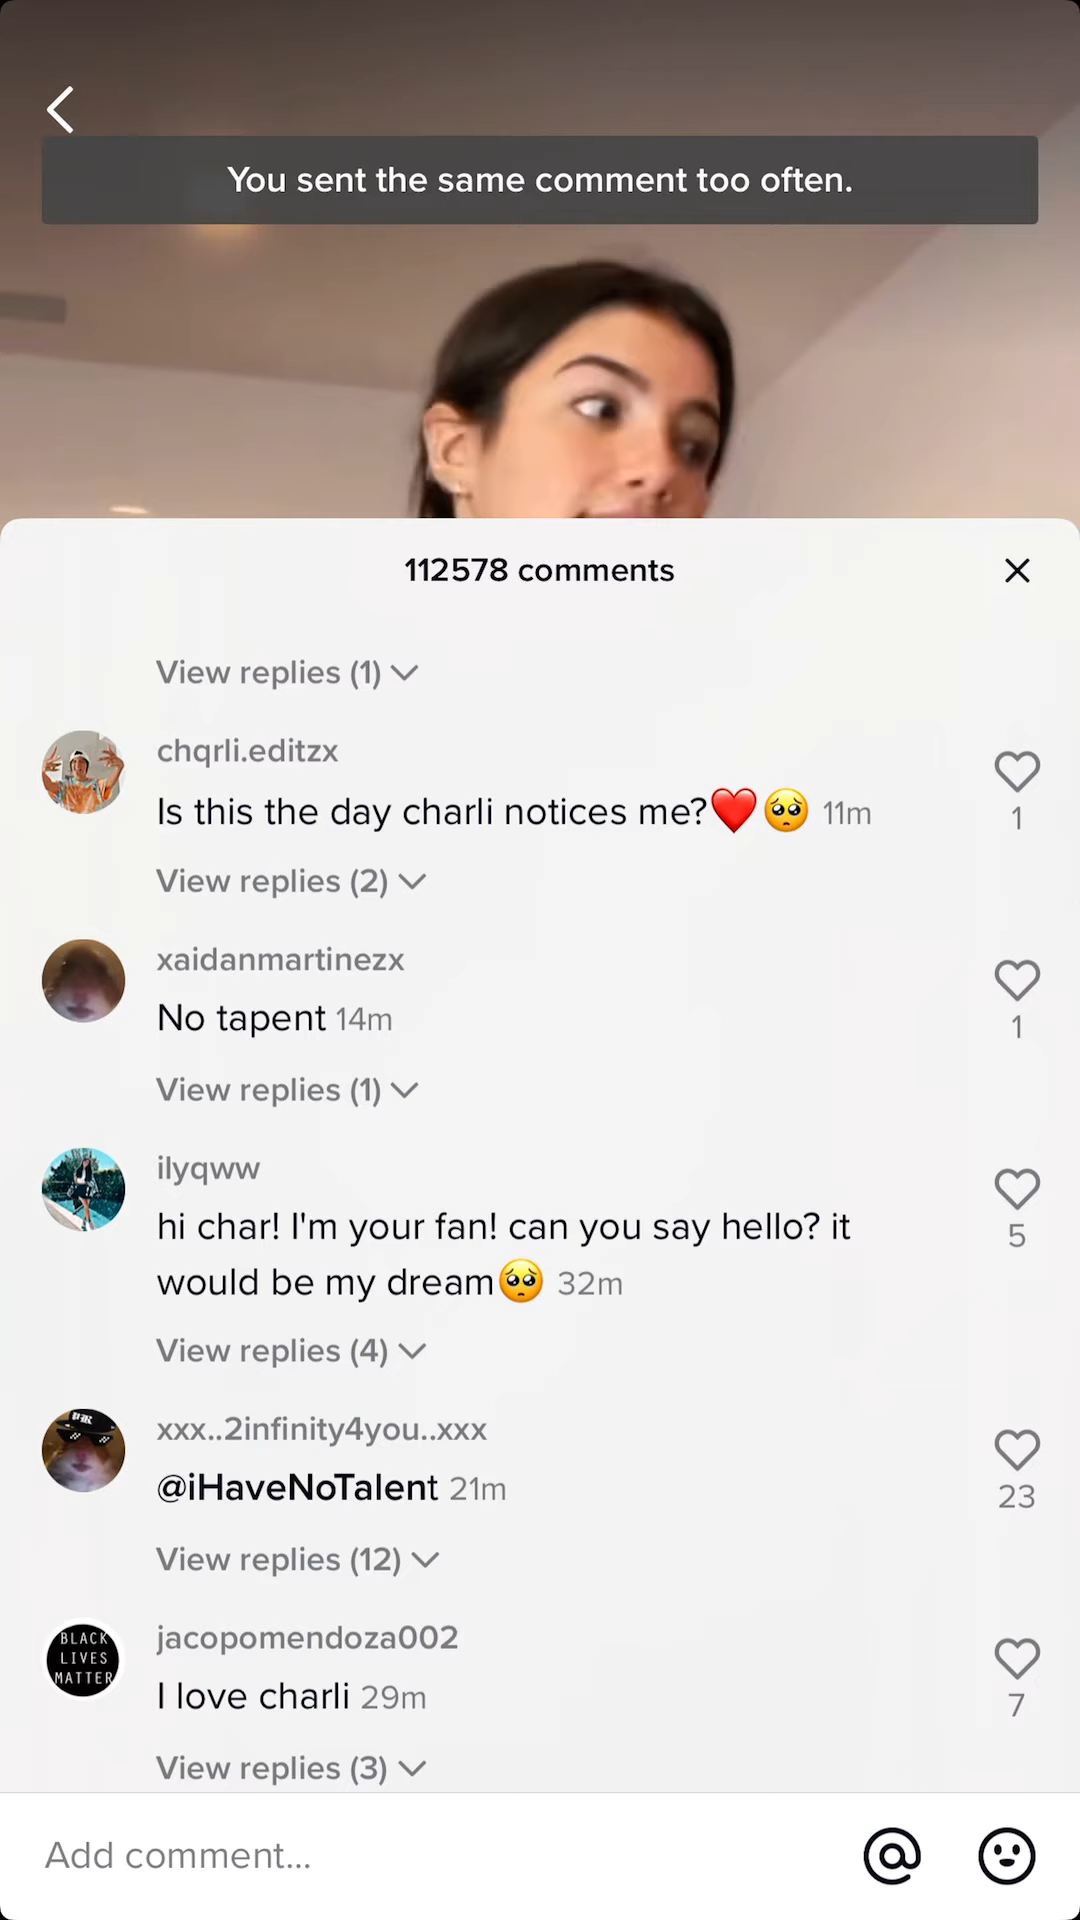 You sent the same comment too often.
112578 comments
View replies (1)
chqrli.editzx
Is this the day charli notices me?❤️🥺 11m
1
View replies (2)
xaidanmartinezx
No tapent 14m
1
View replies (1)
ilyqww
hi char! I'm your fan! can you say hello? it
would be my dream🥺 32m
5
View replies (4)
xxx..2infinity4you..xxx
@iHaveNoTalent 21m
23
View replies (12)
BLACK
LIVES
MATTER
jacopomendoza002
I love charli 29m
7
View replies (3)
Add comment...